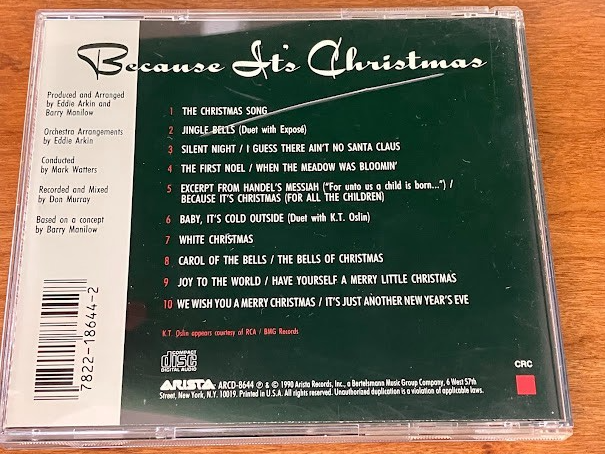 Because It's Christmas
Produced and Arranged
by Eddie Arkin and
Barry Manilow
Orchestra Arrangements
by Eddie Arkin
Conducted
by Mark Watters
Recorded and Mixed
by Don Murray
Based on a concept
by Barry Manilow
1 THE CHRISTMAS SONG
2 JINGLE BELLS (Duet with Exposé)
3 SILENT NIGHT / I GUESS THERE AIN'T NO SANTA CLAUS
4 THE FIRST NOEL / WHEN THE MEADOW WAS BLOOMIN'
5 EXCERPT FROM HANDEL'S MESSIAH ("For unto us a child is born...") /
BECAUSE IT'S CHRISTMAS (FOR ALL THE CHILDREN)
6 BABY, IT'S COLD OUTSIDE (Duet with K.T. Oslin)
7 WHITE CHRISTMAS
8 CAROL OF THE BELLS / THE BELLS OF CHRISTMAS
9 JOY TO THE WORLD / HAVE YOURSELF A MERRY LITTLE CHRISTMAS
10 WE WISH YOU A MERRY CHRISTMAS / IT'S JUST ANOTHER NEW YEAR'S EVE
K.T. Oslin appears courtesy of RCA / BMG Records
7822-18644-2
COMPACT
disc
DIGITAL AUDIO
CRC
ARISTA ARCD-8644 ℗ & © 1990 Arista Records, Inc., a Bertelsmann Music Group Company, 6 West 57th
Street, New York, N.Y. 10019. Printed in U.S.A. All rights reserved. Unauthorized duplication is a violation of applicable laws.